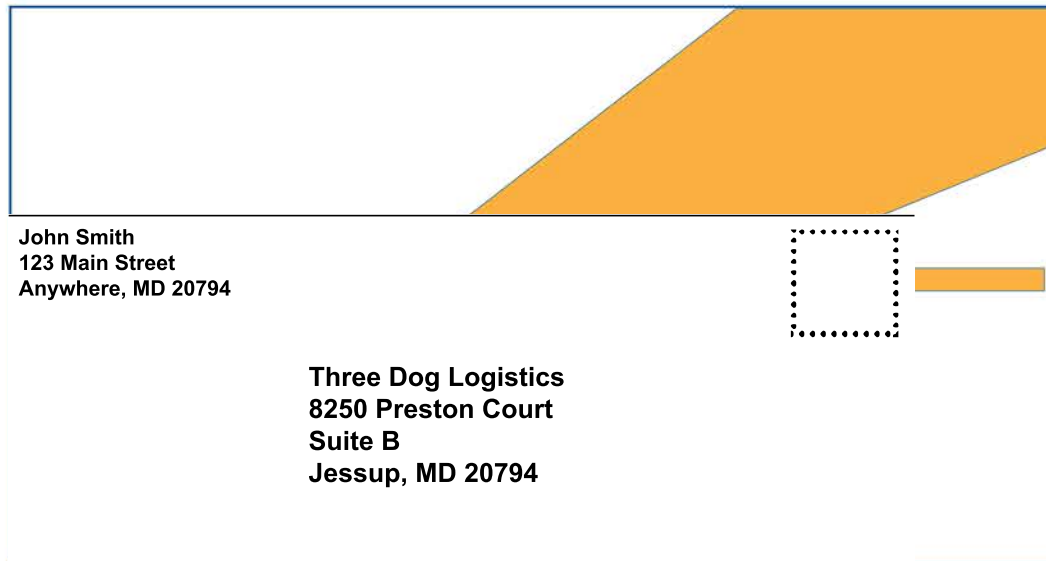 John Smith
123 Main Street
Anywhere, MD 20794
Three Dog Logistics
8250 Preston Court
Suite B
Jessup, MD 20794